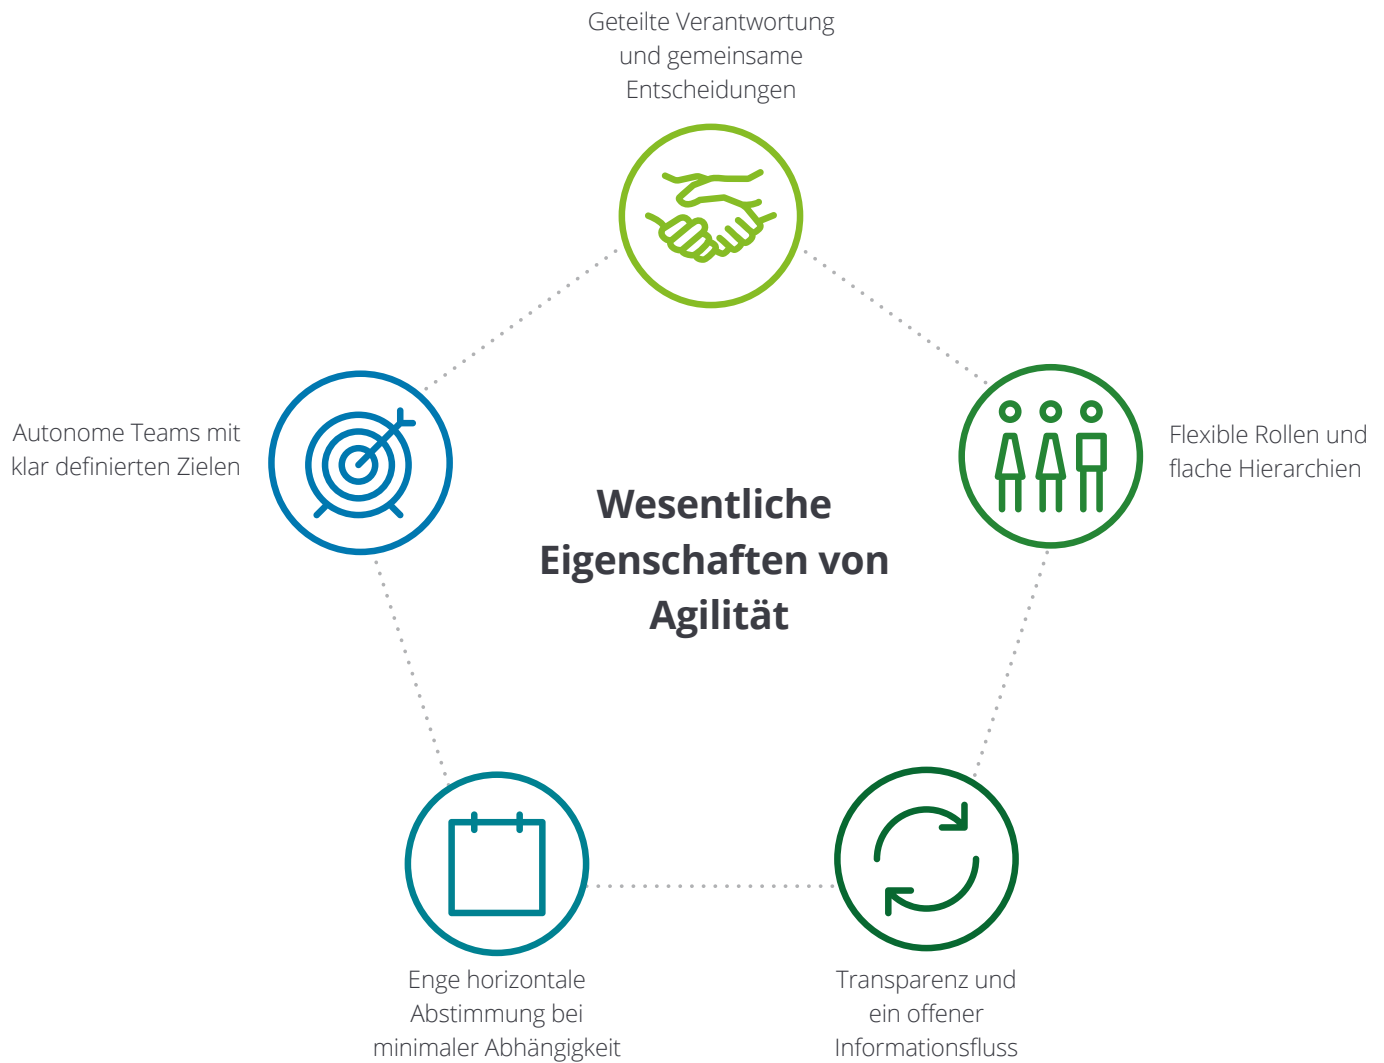 Geteilte Verantwortung
und gemeinsame
Entscheidungen
Autonome Teams mit
klar definierten Zielen
Flexible Rollen und
flache Hierarchien
Wesentliche
Eigenschaften von
Agilität
Enge horizontale
Abstimmung bei
minimaler Abhängigkeit
Transparenz und
ein offener
Informationsfluss